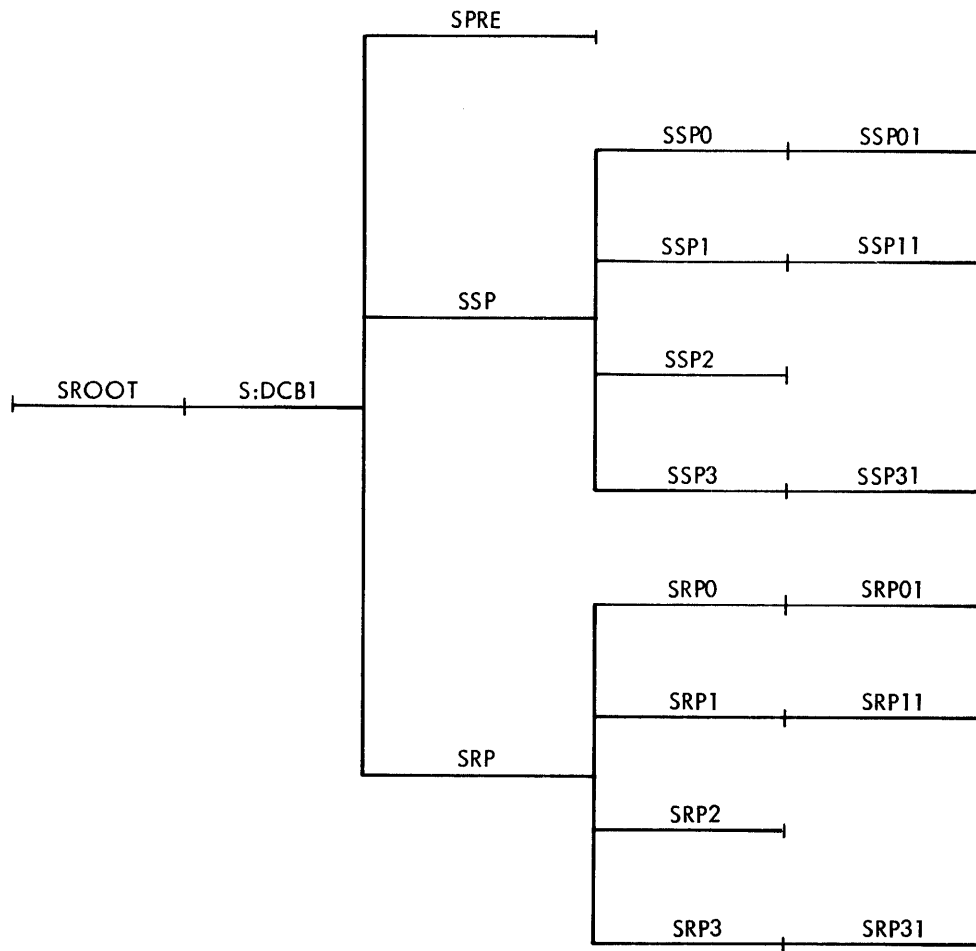 SPRE
SSP0 SSP01
SSP1 SSP11
SSP
SSP2
SROOT S:DCB1
SSP3 SSP31
SRP0 SRP01
SRP1 SRP11
SRP
SRP2
SRP3 SRP31